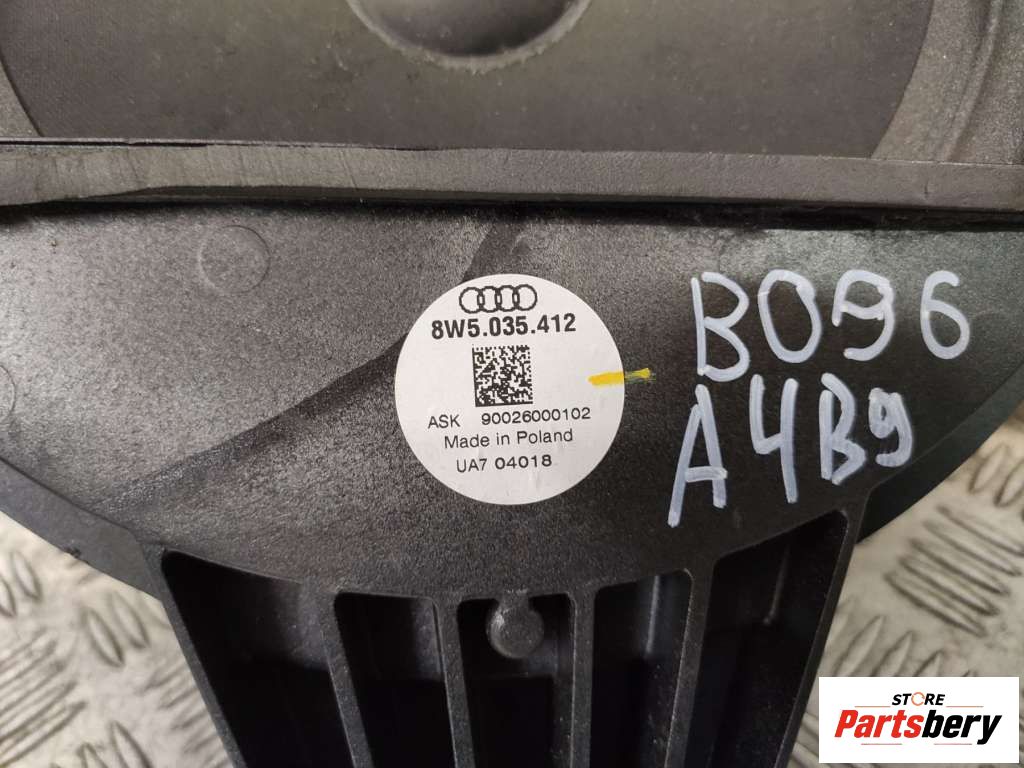 8W5.035.412
ASK 90026000102
Made in Poland
UA7 04018
B096
A4B9
STORE
Partsbery